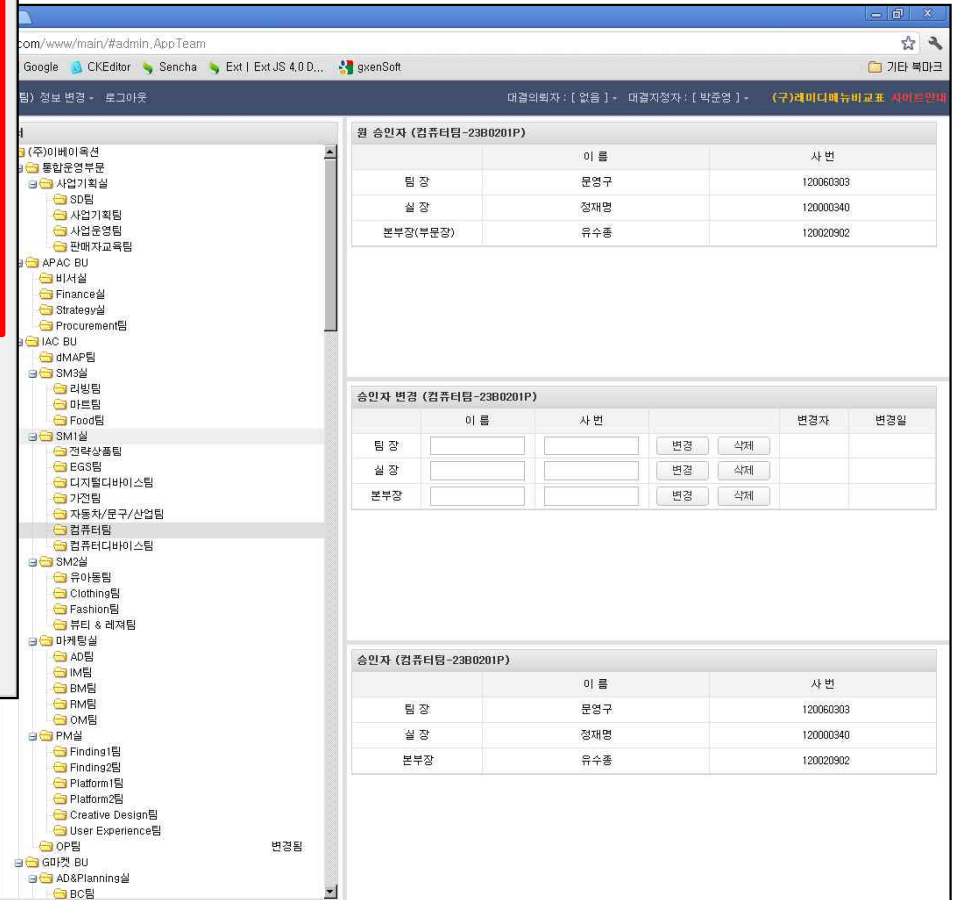 com/www/main/#admin,AppTeam
Google CKEditor Sencha Ext | Ext JS 4,0 D... gxenSoft 기타 북마크
팀) 정보 변경 로그아웃 대결의뢰자 : [ 없음 ] 대결지정자 : [ 박준영 ] (구)래미디메뉴비교표 사이트안내
(주)이베이옥션
통합운영부문
사업기획실
SD팀
사업기획팀
사업운영팀
판매자교육팀
APAC BU
비서실
Finance실
Strategy실
Procurement팀
IAC BU
dMAP팀
SM3실
리빙팀
마트팀
Food팀
SM1실
전략상품팀
EGS팀
디지털디바이스팀
가전팀
자동차/문구/산업팀
컴퓨터팀
컴퓨터디바이스팀
SM2실
유아동팀
Clothing팀
Fashion팀
뷰티 & 레져팀
마케팅실
AD팀
IM팀
BM팀
RM팀
OM팀
PM실
Finding1팀
Finding2팀
Platform1팀
Platform2팀
Creative Design팀
User Experience팀
OP팀 변경됨
G마켓 BU
AD&Planning실
BC팀
원 승인자 (컴퓨터팀-23B0201P)
이 름 사 번
팀 장 문영구 120060303
실 장 정재명 120000340
본부장(부문장) 유수종 120020902
승인자 변경 (컴퓨터팀-23B0201P)
이 름 사 번 변경자 변경일
팀 장 변경 삭제
실 장 변경 삭제
본부장 변경 삭제
승인자 (컴퓨터팀-23B0201P)
이 름 사 번
팀 장 문영구 120060303
실 장 정재명 120000340
본부장 유수종 120020902